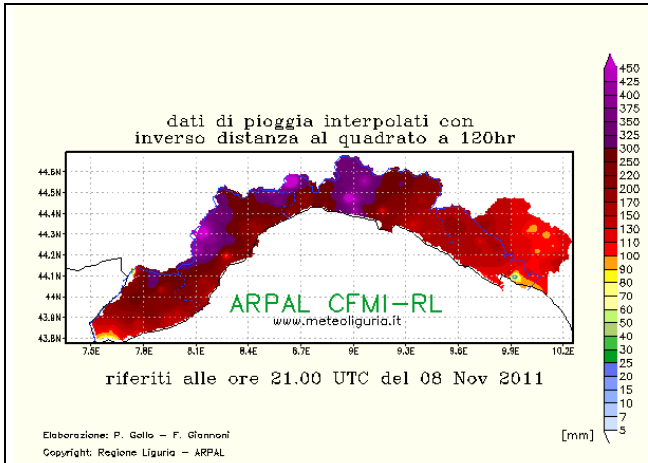 dati di pioggia interpolati con
inverso distanza al quadrato a 120hr
44.6N
44.5N
44.4N
44.3N
44.2N
44.1N
44N
43.9N
43.8N
7.5E 7.8E 8.1E 8.4E 8.7E 9E 9.3E 9.6E 9.9E 10.2E
ARPAL CFMI-RL
www.meteoliguria.it
riferiti alle ore 21.00 UTC del 08 Nov 2011
450
425
400
375
350
325
300
250
220
200
170
150
130
110
100
90
80
70
60
50
40
30
25
20
15
10
7
5
[mm]
Elaborazione: P. Gollo - F. Giannoni
Copyright: Regione Liguria - ARPAL